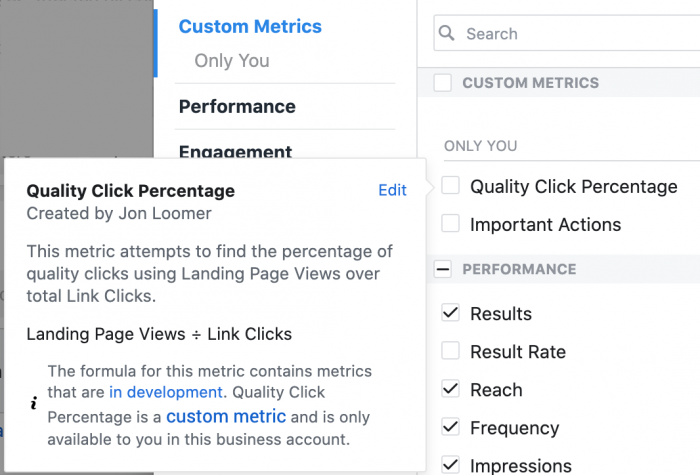 Custom Metrics
Only You
Performance
Engagement
Search
CUSTOM METRICS
ONLY YOU
Quality Click Percentage
Important Actions
PERFORMANCE
Results
Result Rate
Reach
Frequency
Impressions
Quality Click Percentage
Edit
Created by Jon Loomer
This metric attempts to find the percentage of
quality clicks using Landing Page Views over
total Link Clicks.
Landing Page Views ÷ Link Clicks
The formula for this metric contains metrics
that are in development. Quality Click
Percentage is a custom metric and is only
available to you in this business account.